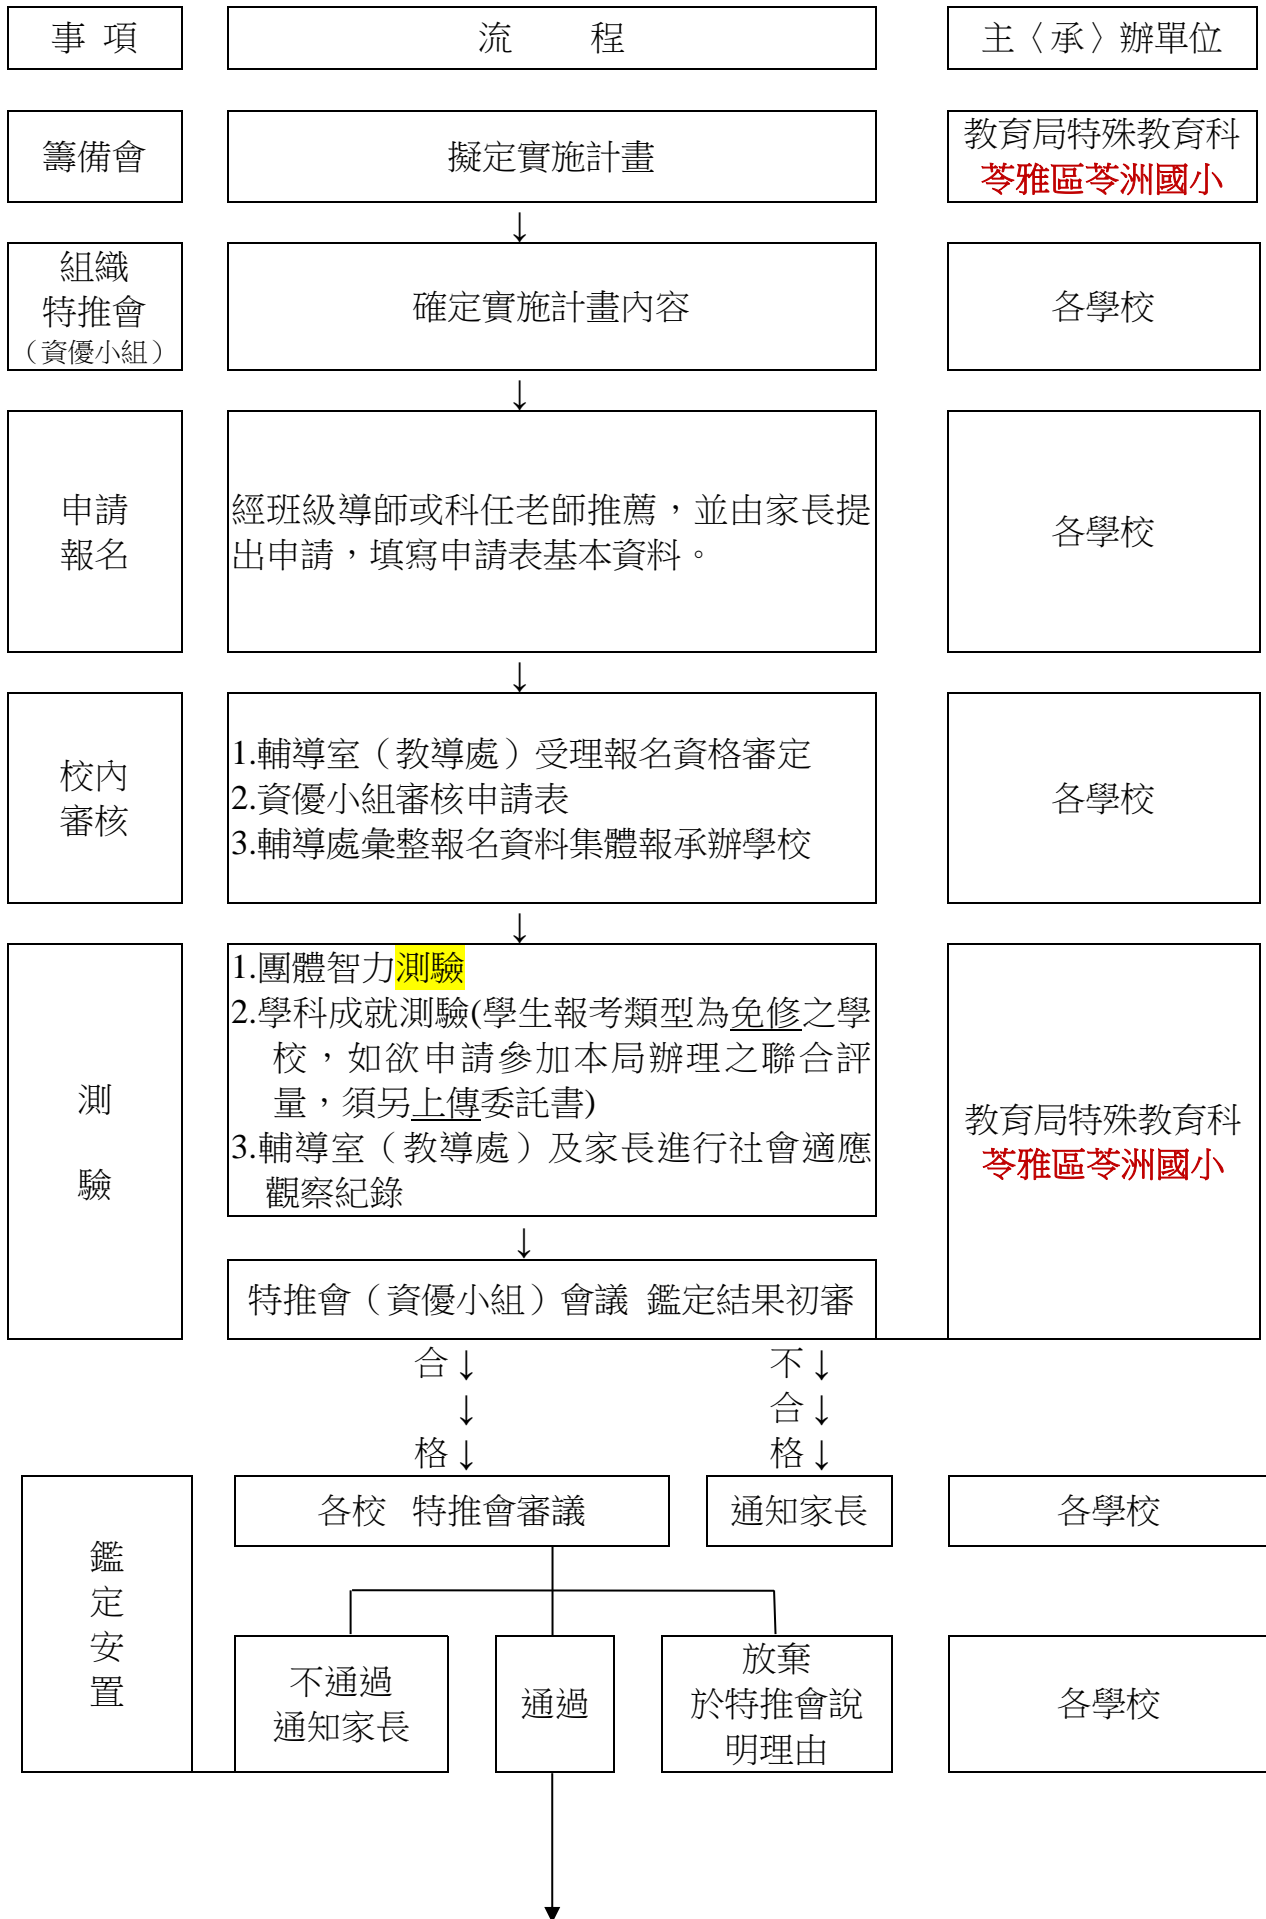 事 項
流 程
主〈承〉辦單位
籌備會
擬定實施計畫
教育局特殊教育科
苓雅區苓洲國小
↓
組織
特推會
（資優小組）
確定實施計畫內容
各學校
↓
申請
報名
經班級導師或科任老師推薦，並由家長提
出申請，填寫申請表基本資料。
各學校
↓
校內
審核
1.輔導室（教導處）受理報名資格審定
2.資優小組審核申請表
3.輔導處彙整報名資料集體報承辦學校
各學校
↓
測
驗
1.團體智力測驗
2.學科成就測驗(學生報考類型為免修之學
校，如欲申請參加本局辦理之聯合評
量，須另上傳委託書)
3.輔導室（教導處）及家長進行社會適應
觀察紀錄
↓
特推會（資優小組）會議 鑑定結果初審
教育局特殊教育科
苓雅區苓洲國小
合↓ 不↓
↓ 合↓
格↓ 格↓
鑑
定
安
置
各校 特推會審議
通知家長
各學校
不通過
通知家長
通過
放棄
於特推會說
明理由
各學校